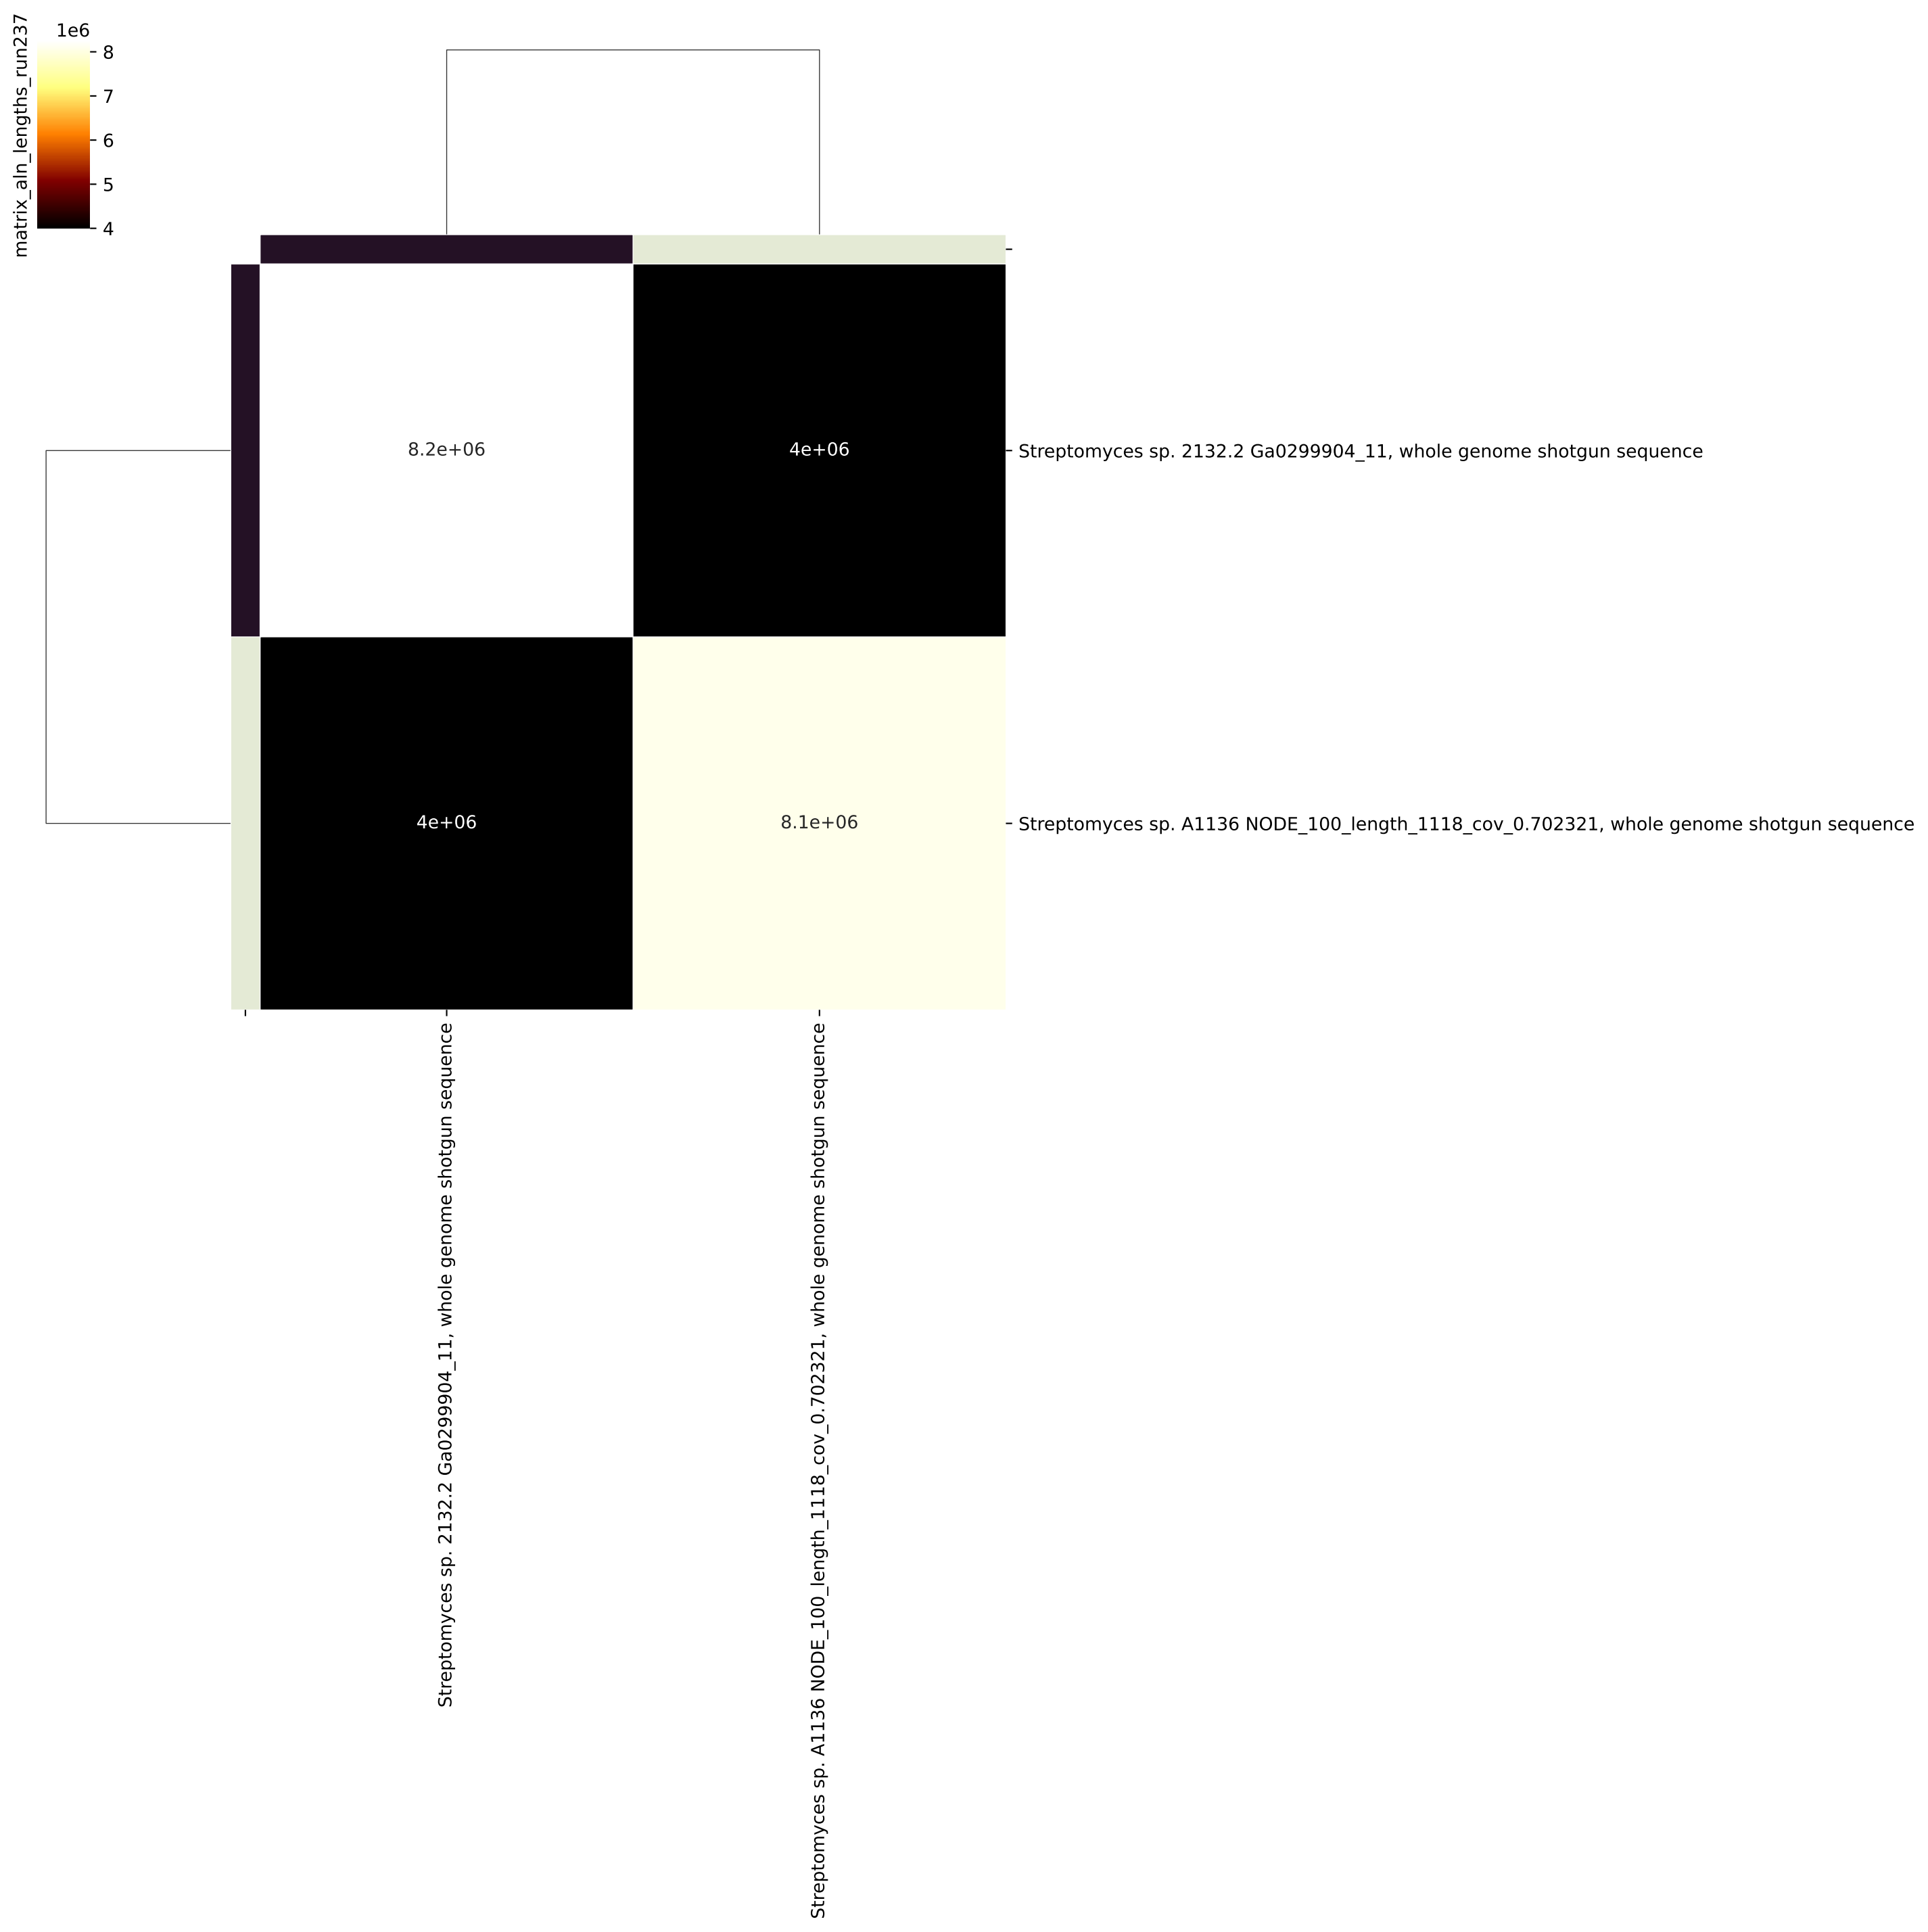 matrix_aln_lengths_run237
1e6
8
7
6
5
4
8.2e+06
4e+06
Streptomyces sp. 2132.2 Ga0299904_11, whole genome shotgun sequence
4e+06
8.1e+06
Streptomyces sp. A1136 NODE_100_length_1118_cov_0.702321, whole genome shotgun sequence
Streptomyces sp. 2132.2 Ga0299904_11, whole genome shotgun sequence
Streptomyces sp. A1136 NODE_100_length_1118_cov_0.702321, whole genome shotgun sequence